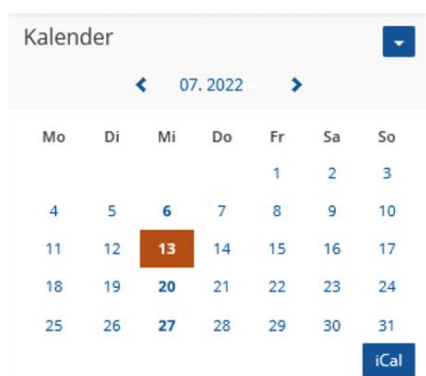 Kalender
07. 2022
Mo Di Mi Do Fr Sa So
1 2 3
4 5 6 7 8 9 10
11 12 13 14 15 16 17
18 19 20 21 22 23 24
25 26 27 28 29 30 31
iCal